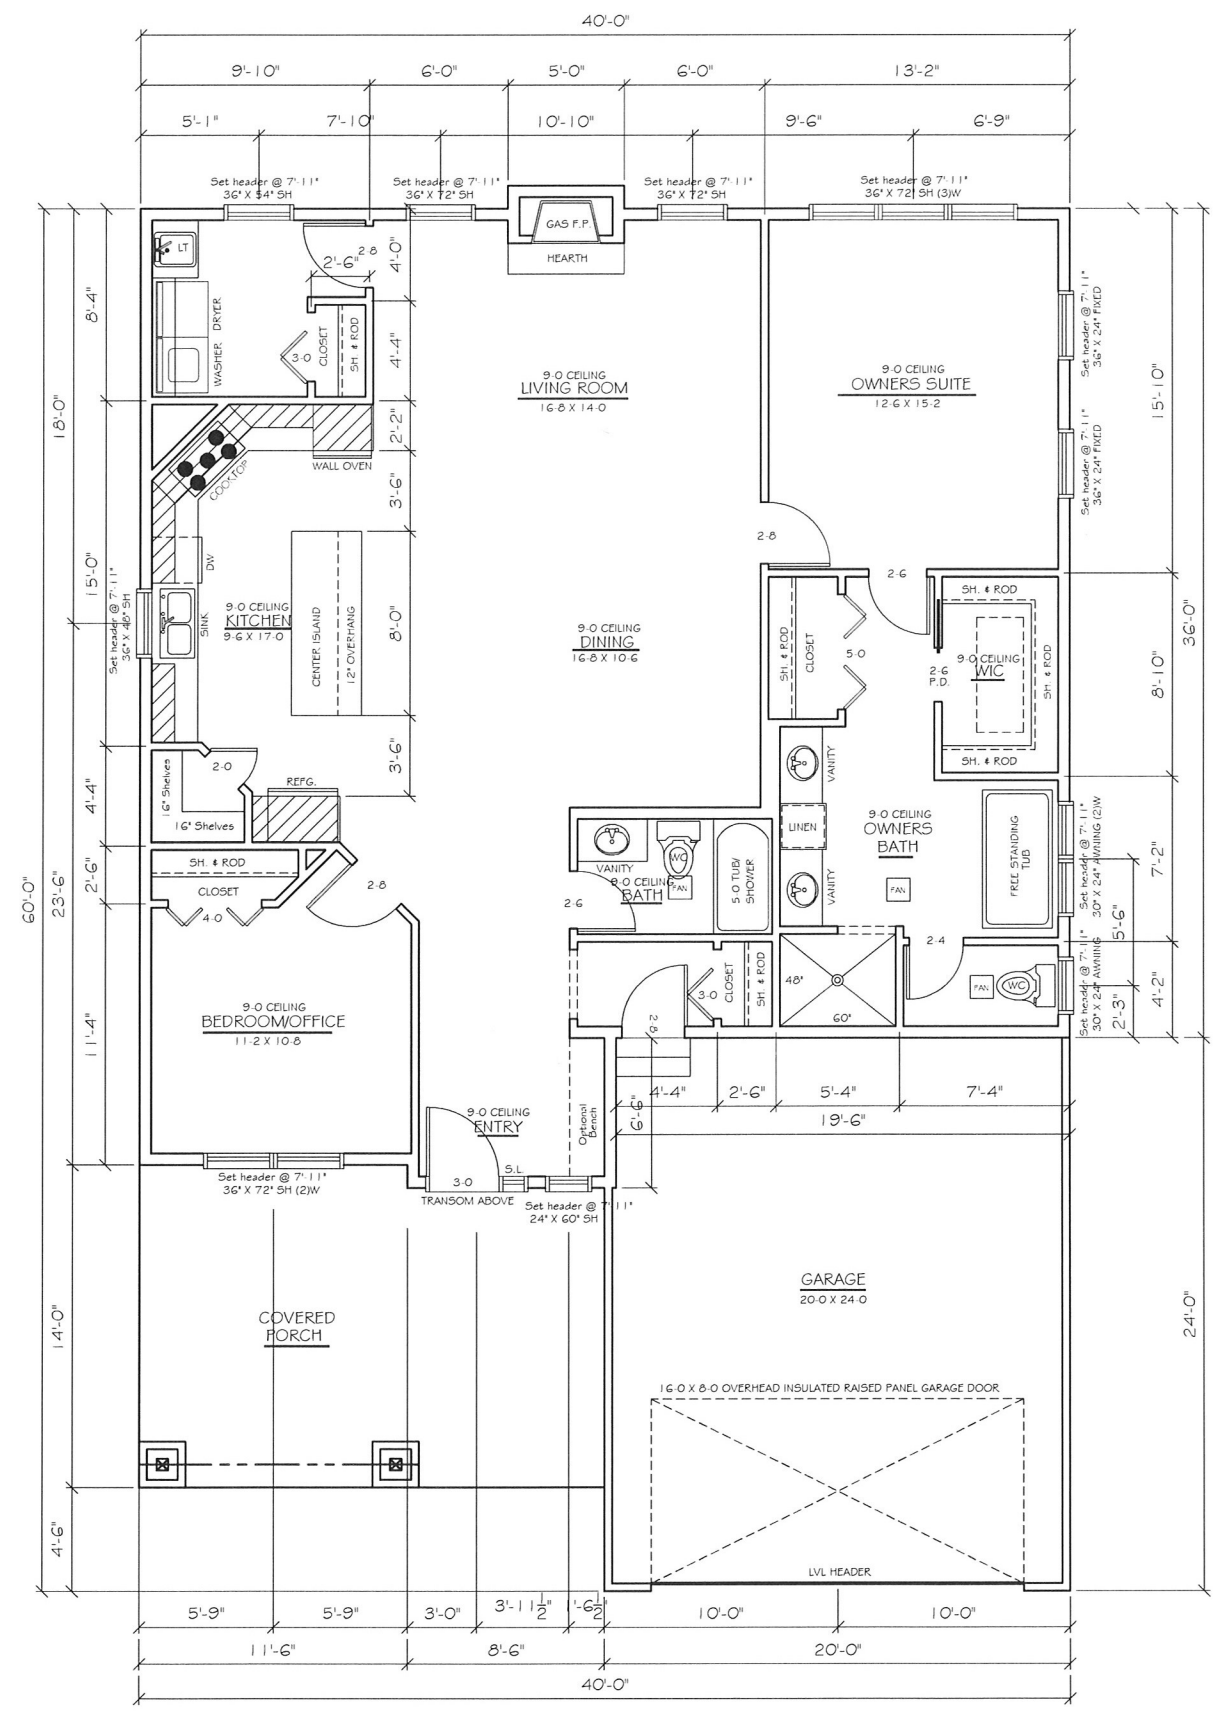 40'-0"
9'-10"
6'-0"
5'-0"
6'-0"
13'-2"
5'-1"
7'-10"
10'-10"
9'-6"
6'-9"
Set header @ 7'-11"
36" X 54" SH
Set header @ 7'-11"
36" X 72" SH
Set header @ 7'-11"
36" X 72" SH
Set header @ 7'-11"
36" X 72" SH (3)W
GAS F.P.
HEARTH
LT
2-8
2'-6"
4'-0"
8'-4"
DRYER
WASHER
3-0
CLOSET
SH. & ROD
4'-4"
Set header @ 7'-11"
36" X 24" FIXED
Set header @ 7'-11"
36" X 24" FIXED
9-0 CEILING
LIVING ROOM
16-8 X 14-0
9-0 CEILING
OWNERS SUITE
12-6 X 15-2
15'-10"
18'-0"
2'-2"
WALL OVEN
COOKTOP
3'-6"
2-8
DW
15'-0"
Set header @ 7'-11"
36" X 48" SH
SINK
9-0 CEILING
KITCHEN
9-6 X 17-0
CENTER ISLAND
12" OVERHANG
8'-0"
9-0 CEILING
DINING
16-8 X 10-6
2-6
SH. & ROD
SH. & ROD
CLOSET
5-0
2-6
P.D.
9-0 CEILING
WIC
SH. & ROD
SH. & ROD
8'-10"
36'-0"
3'-6"
2-0
16" Shelves
16" Shelves
REFG.
4'-4"
VANITY
LINEN
VANITY
9-0 CEILING
OWNERS
BATH
FAN
FREE STANDING
TUB
Set header @ 7'-11"
30" X 24" AWNING (2)W
7'-2"
5'-6"
60'-0"
23'-6"
2'-6"
SH. & ROD
CLOSET
4-0
2-8
VANITY
WC
9-0 CEILING
BATH
FAN
5-0 TUB/
SHOWER
2-6
2-4
FAN
WC
Set header @ 7'-11"
30" X 24" AWNING
2'-3"
4'-2"
3-0
CLOSET
SH. & ROD
2-8
48"
60"
9-0 CEILING
BEDROOM/OFFICE
11-2 X 10-8
11'-4"
4'-4"
2'-6"
5'-4"
7'-4"
6'-6"
19'-6"
9-0 CEILING
ENTRY
Optional
Bench
S.L.
3-0
TRANSOM ABOVE
Set header @ 7'-11"
36" X 72" SH (2)W
Set header @ 7'-11"
24" X 60" SH
GARAGE
20-0 X 24-0
24'-0"
COVERED
PORCH
14'-0"
16-0 X 8-0 OVERHEAD INSULATED RAISED PANEL GARAGE DOOR
LVL HEADER
4'-6"
5'-9"
5'-9"
3'-0"
3'-11 1/2"
1'-6 1/2"
10'-0"
10'-0"
11'-6"
8'-6"
20'-0"
40'-0"